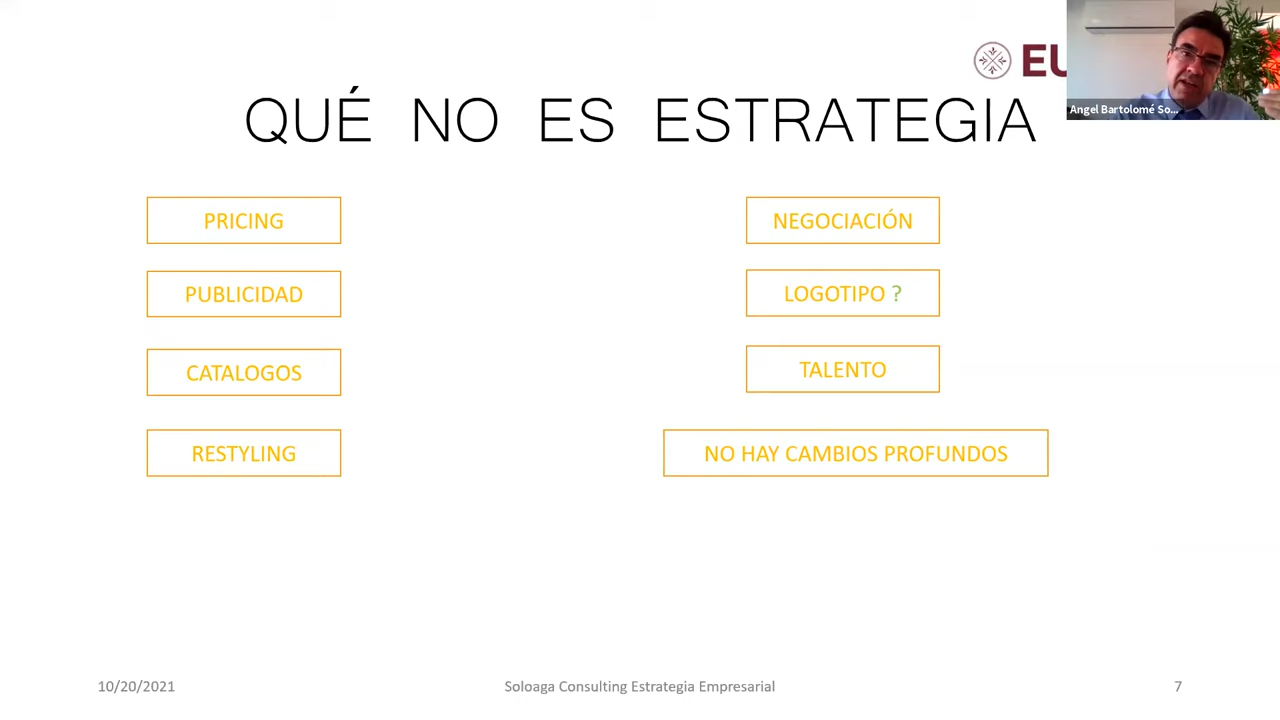 EU
Angel Bartolomé So...
QUÉ NO ES ESTRATEGIA
PRICING
NEGOCIACIÓN
PUBLICIDAD
LOGOTIPO ?
CATALOGOS
TALENTO
RESTYLING
NO HAY CAMBIOS PROFUNDOS
10/20/2021
Soloaga Consulting Estrategia Empresarial
7